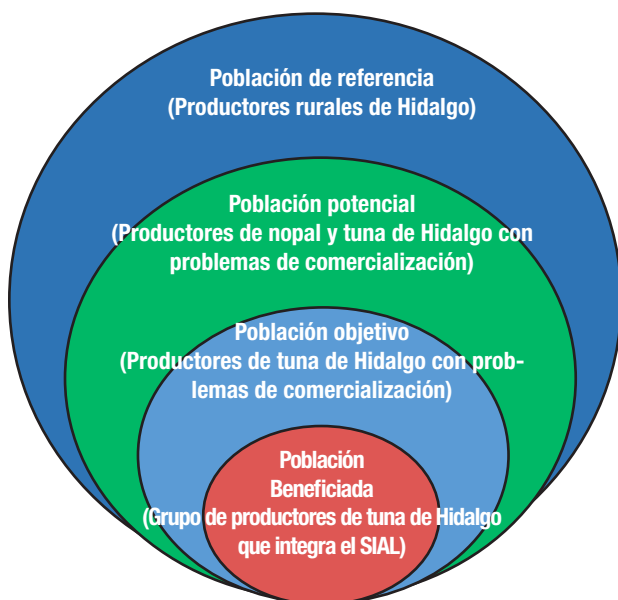 Población de referencia
(Productores rurales de Hidalgo)
Población potencial
(Productores de nopal y tuna de Hidalgo con
problemas de comercialización)
Población objetivo
(Productores de tuna de Hidalgo con prob-
lemas de comercialización)
Población
Beneficiada
(Grupo de productores de tuna de Hidalgo
que integra el SIAL)